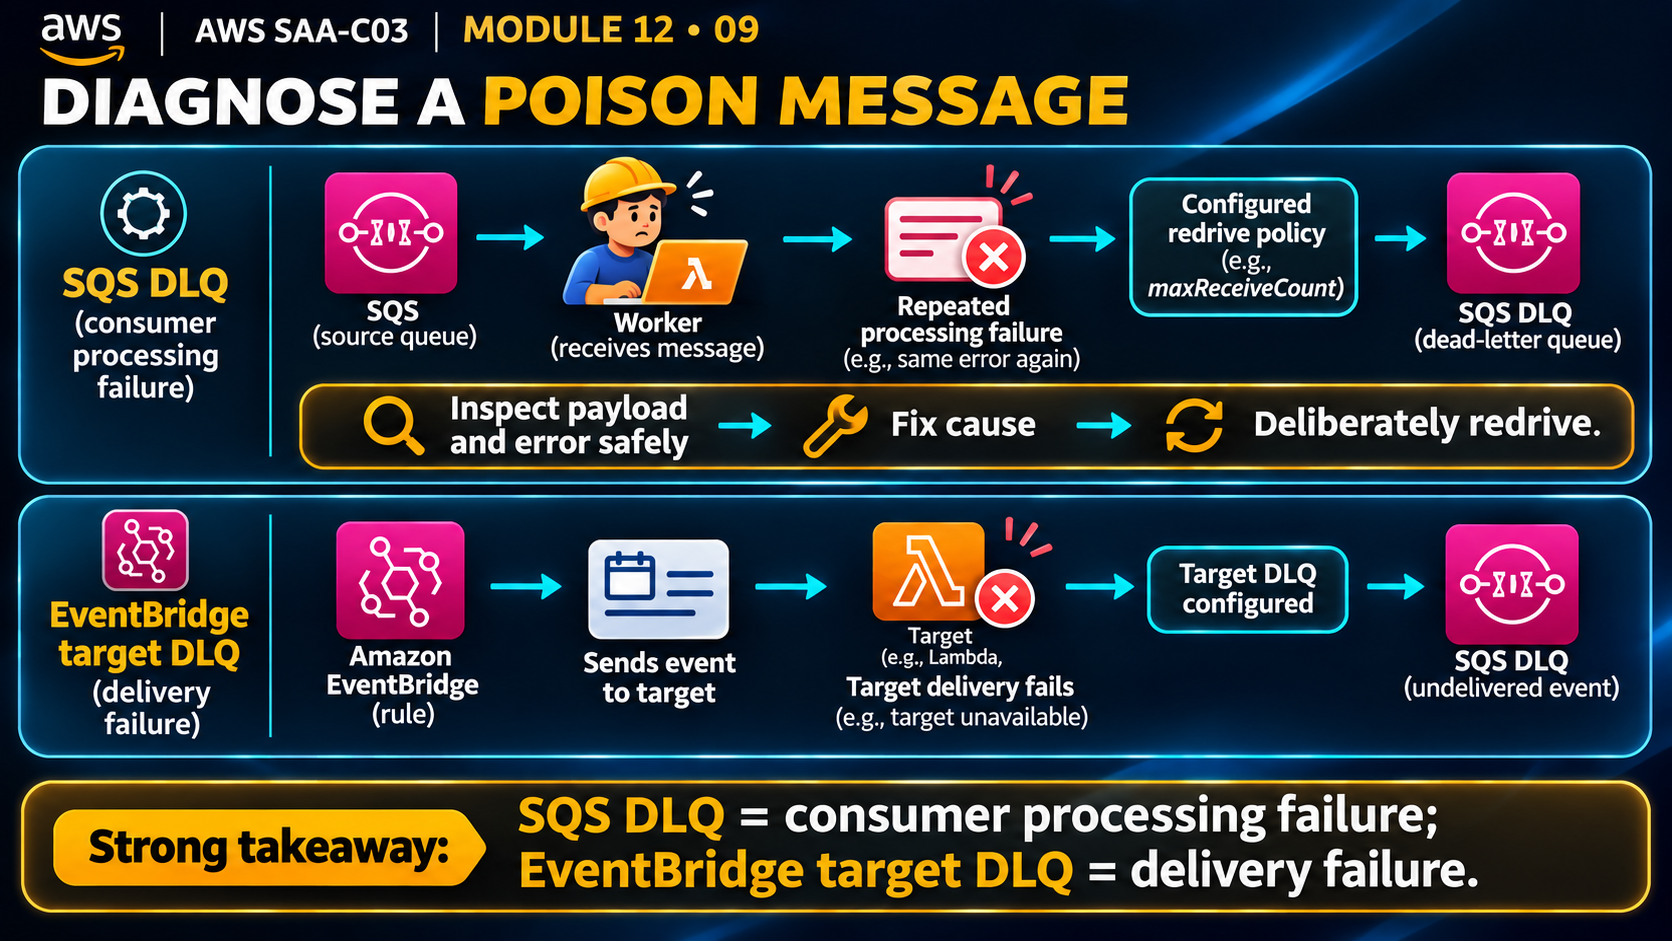 aws
AWS SAA-C03
MODULE 12 • 09
DIAGNOSE A POISON MESSAGE
SQS DLQ
(consumer
processing
failure)
SQS
(source queue)
Worker
(receives message)
Repeated
processing failure
(e.g., same error again)
Configured
redrive policy
(e.g.,
maxReceiveCount)
SQS DLQ
(dead-letter queue)
Inspect payload
and error safely
Fix cause
Deliberately redrive.
EventBridge
target DLQ
(delivery
failure)
Amazon
EventBridge
(rule)
Sends event
to target
Target
(e.g., Lambda,
Target delivery fails
(e.g., target unavailable)
Target DLQ
configured
SQS DLQ
(undelivered event)
Strong takeaway:
SQS DLQ = consumer processing failure;
EventBridge target DLQ = delivery failure.